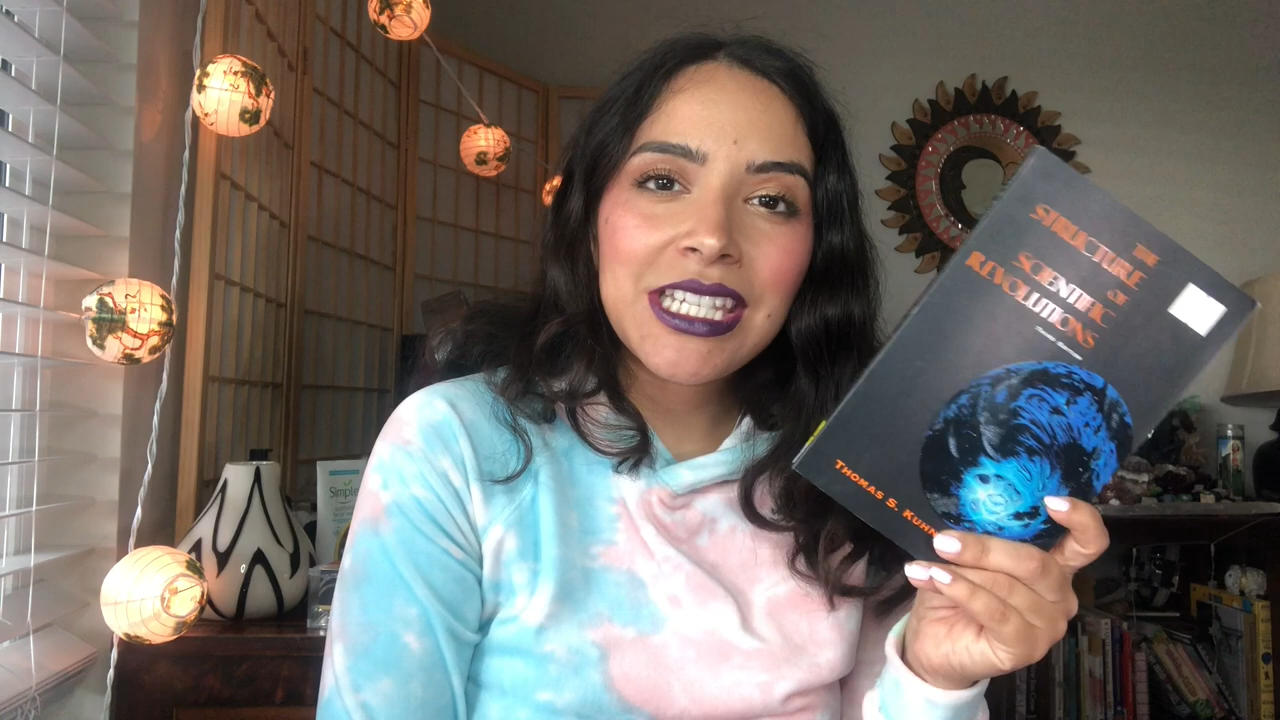 THE
STRUCTURE
OF
SCIENTIFIC
REVOLUTIONS
THOMAS S. KUHN
Simple